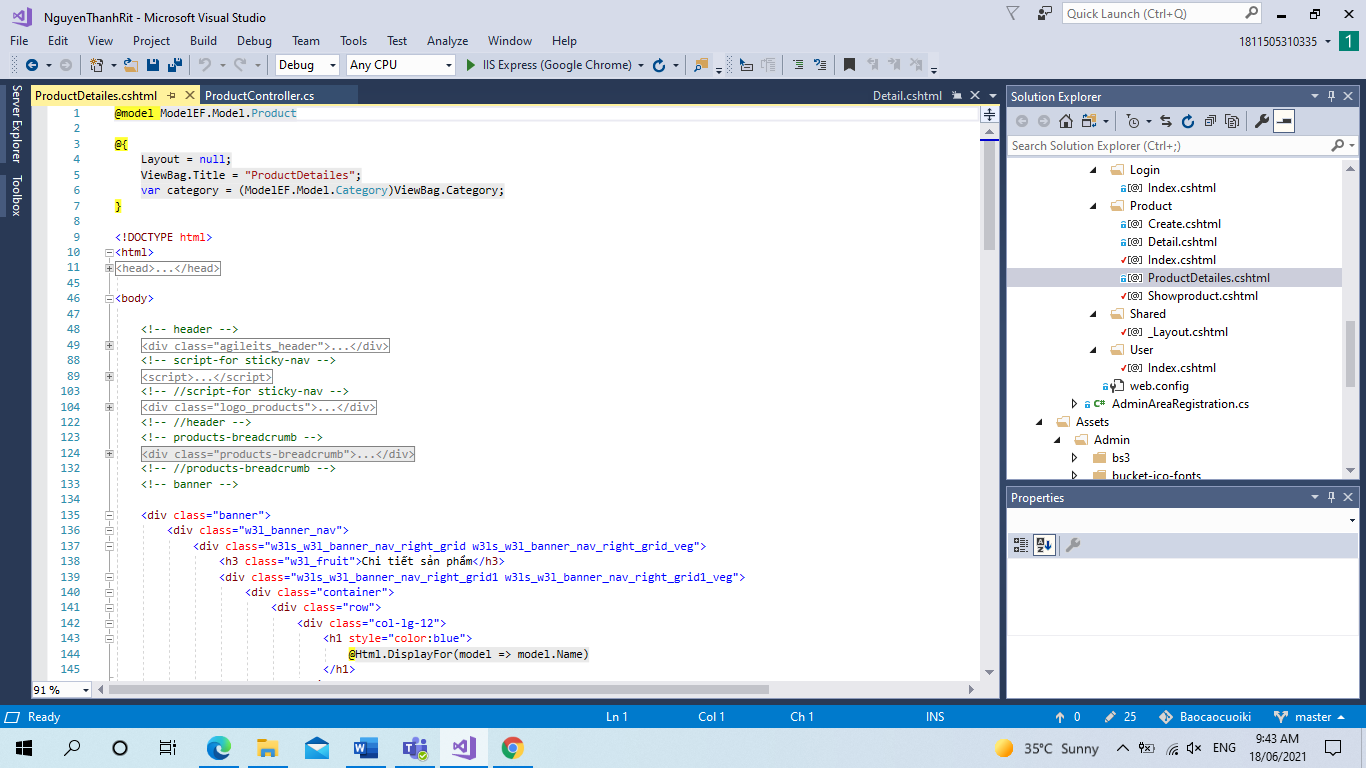 NguyenThanhRit - Microsoft Visual Studio
Quick Launch (Ctrl+Q)
File Edit View Project Build Debug Team Tools Test Analyze Window Help
1811505310335
1
Debug Any CPU IIS Express (Google Chrome)
Server Explorer
Toolbox
ProductDetailes.cshtml ProductController.cs Detail.cshtml
1 @model ModelEF.Model.Product
2
3 @{
4 Layout = null;
5 ViewBag.Title = "ProductDetailes";
6 var category = (ModelEF.Model.Category)ViewBag.Category;
7 }
8
9 <!DOCTYPE html>
10 <html>
11 <head>...</head>
45
46 <body>
47
48 <!-- header -->
49 <div class="agileits_header">...</div>
88 <!-- script-for sticky-nav -->
89 <script>...</script>
103 <!-- //script-for sticky-nav -->
104 <div class="logo_products">...</div>
122 <!-- //header -->
123 <!-- products-breadcrumb -->
124 <div class="products-breadcrumb">...</div>
132 <!-- //products-breadcrumb -->
133 <!-- banner -->
134
135 <div class="banner">
136 <div class="w3l_banner_nav">
137 <div class="w3ls_w3l_banner_nav_right_grid w3ls_w3l_banner_nav_right_grid_veg">
138 <h3 class="w3l_fruit">Chi tiết sản phẩm</h3>
139 <div class="w3ls_w3l_banner_nav_right_grid1 w3ls_w3l_banner_nav_right_grid1_veg">
140 <div class="container">
141 <div class="row">
142 <div class="col-lg-12">
143 <h1 style="color:blue">
144 @Html.DisplayFor(model => model.Name)
145 </h1>
91 %
Solution Explorer
Search Solution Explorer (Ctrl+;)
Login
Index.cshtml
Product
Create.cshtml
Detail.cshtml
Index.cshtml
ProductDetailes.cshtml
Showproduct.cshtml
Shared
_Layout.cshtml
User
Index.cshtml
web.config
C# AdminAreaRegistration.cs
Assets
Admin
bs3
bucket-ico-fonts
Properties
Ready Ln 1 Col 1 Ch 1 INS 0 25 Baocaocuoiki master
35°C Sunny ENG
9:43 AM
18/06/2021